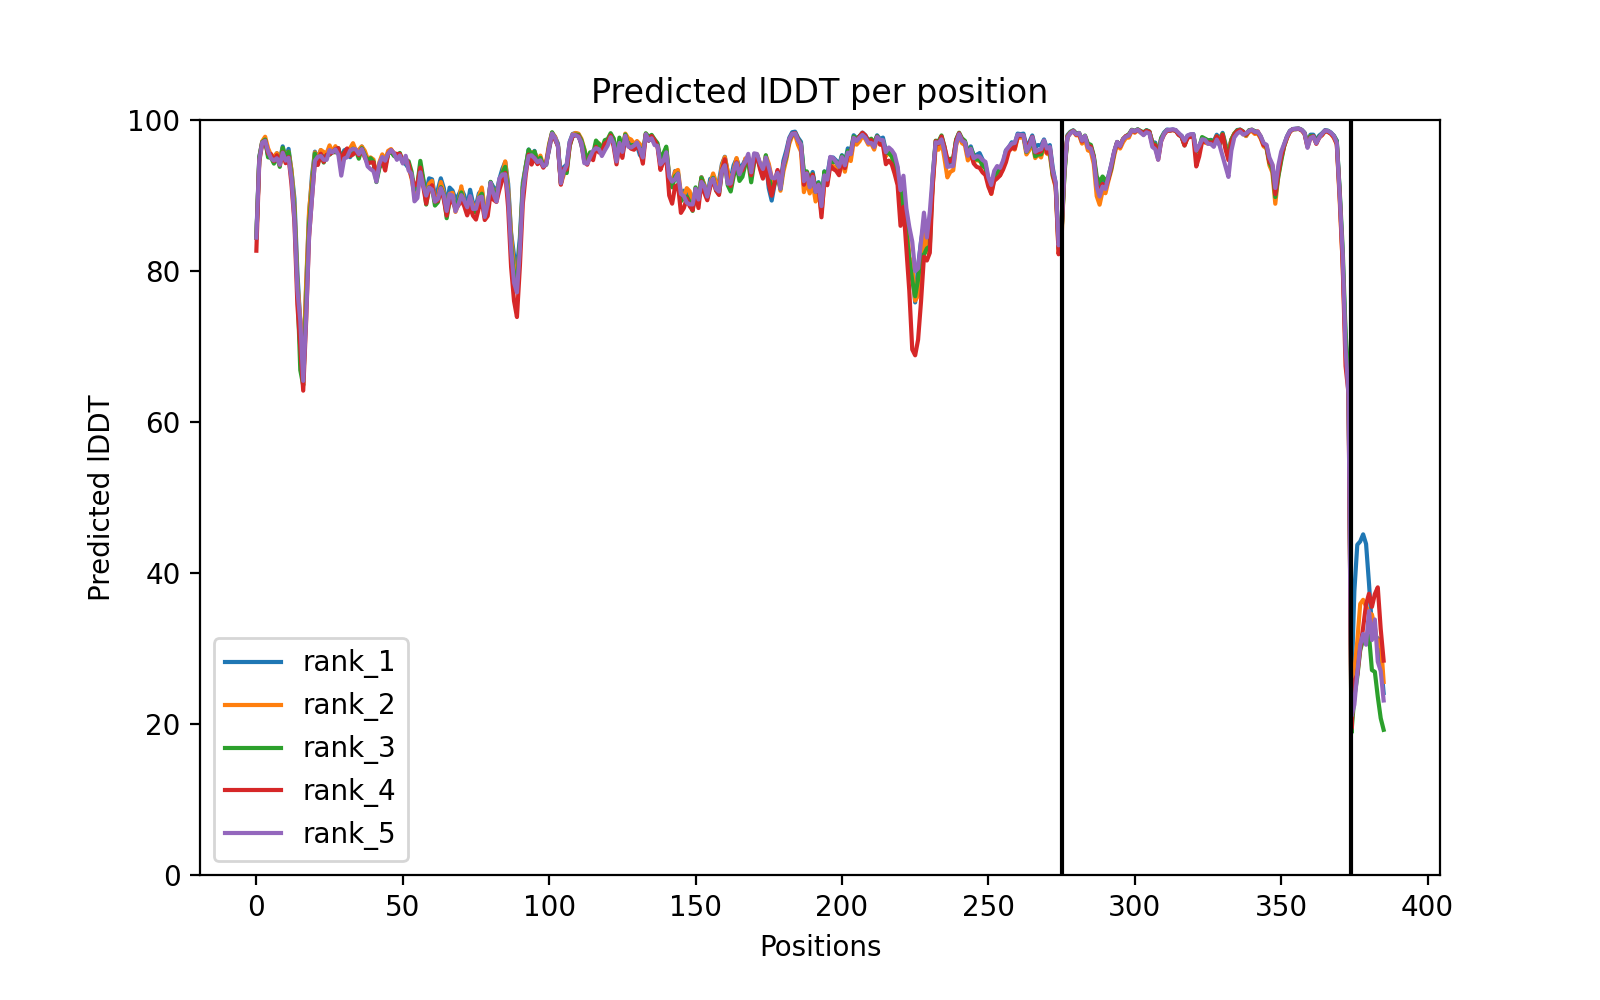 Predicted lDDT per position
100
80
60
40
20
0
Predicted lDDT
rank_1
rank_2
rank_3
rank_4
rank_5
0 50 100 150 200 250 300 350 400
Positions